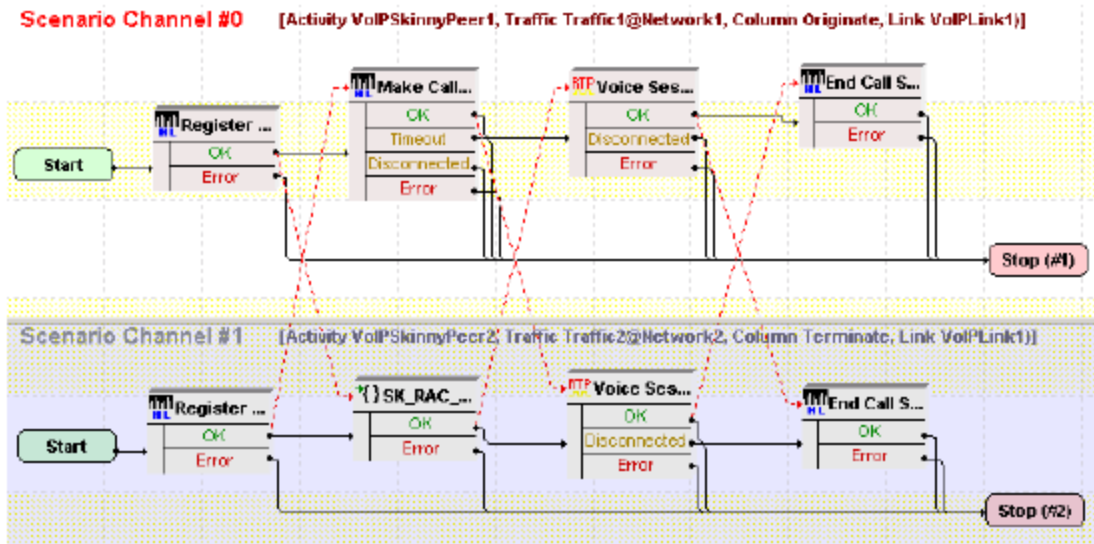 Scenario Channel #0 [Activity VoIPSkinnyPeer1, Traffic Traffic1@Network1, Column Originate, Link VoIPLink1)]
Start
Register ...
OK
Error
Make Call...
OK
Timeout
Disconnected
Error
RTP Voice Ses...
OK
Disconnected
Error
End Call S...
OK
Error
Stop (#1)
Scenario Channel #1 [Activity VoIPSkinnyPeer2, Traffic Traffic2@Network2, Column Terminate, Link VoIPLink1)]
Start
Register ...
OK
Error
{}SK_RAC_...
OK
Error
RTP Voice Ses...
OK
Disconnected
Error
End Call S...
OK
Error
Stop (#2)